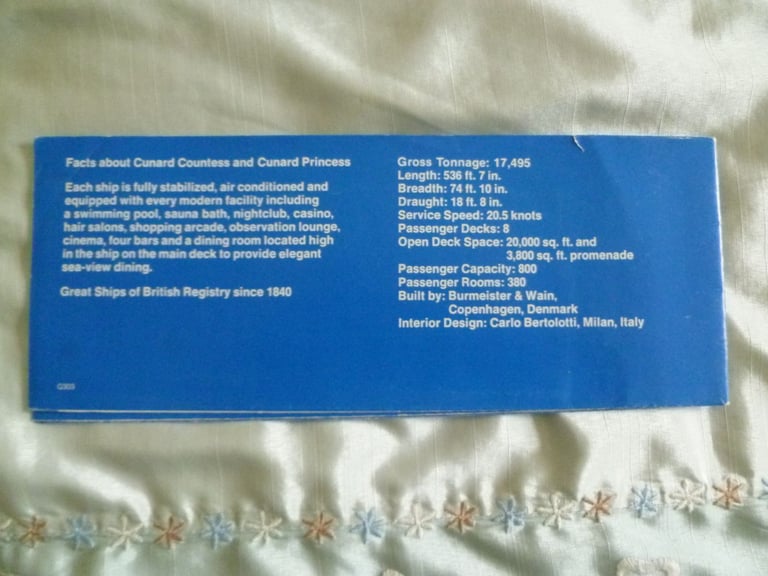 Facts about Cunard Countess and Cunard Princess
Each ship is fully stabilized, air conditioned and
equipped with every modern facility including
a swimming pool, sauna bath, nightclub, casino,
hair salons, shopping arcade, observation lounge,
cinema, four bars and a dining room located high
in the ship on the main deck to provide elegant
sea-view dining.
Great Ships of British Registry since 1840
G303
Gross Tonnage: 17,495
Length: 536 ft. 7 in.
Breadth: 74 ft. 10 in.
Draught: 18 ft. 8 in.
Service Speed: 20.5 knots
Passenger Decks: 8
Open Deck Space: 20,000 sq. ft. and
3,800 sq. ft. promenade
Passenger Capacity: 800
Passenger Rooms: 380
Built by: Burmeister & Wain,
Copenhagen, Denmark
Interior Design: Carlo Bertolotti, Milan, Italy